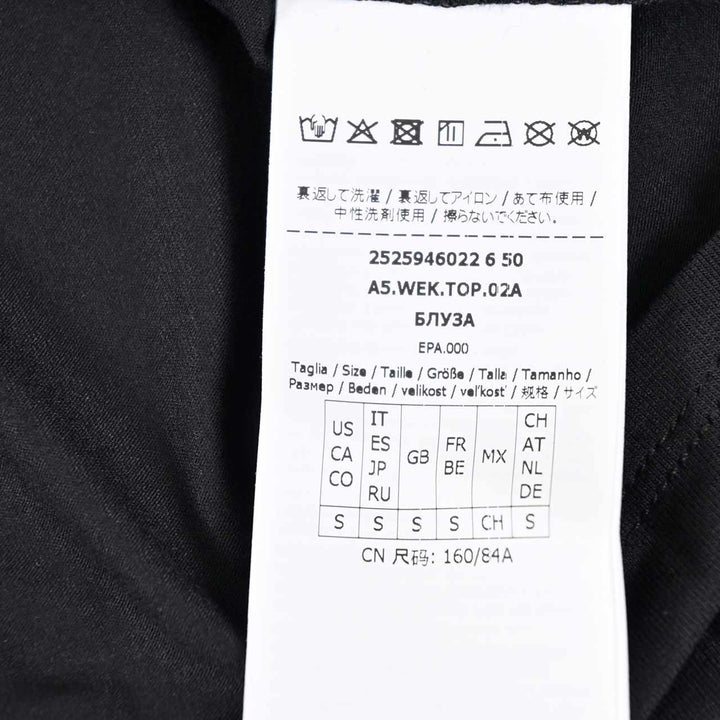 裏返して洗濯 / 裏返してアイロン / あて布使用 /
中性洗剤使用 / 擦らないでください。
2525946022 6 50
A5.WEK.TOP.02A
БЛУЗА
EPA.000
Taglia / Size / Taille / Größe / Talla / Tamanho /
Размер / Beden / velikost / veľkosť / 规格 / サイズ
US CA CO IT ES JP RU GB FR BE MX CH AT NL DE
S S S S CH S
CN 尺码: 160/84A